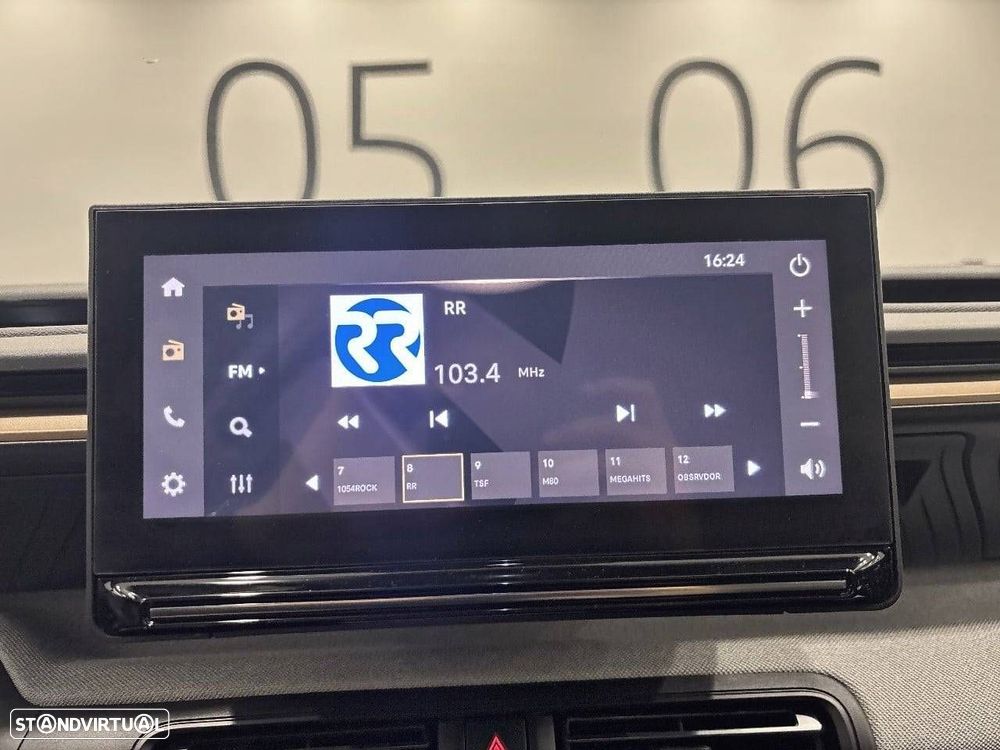 05 06
16:24
RR
RR
103.4 MHz
FM
7 8 9 10 11 12
1054ROCK RR TSF M80 MEGAHITS OBSRVDOR
STANDVIRTUAL